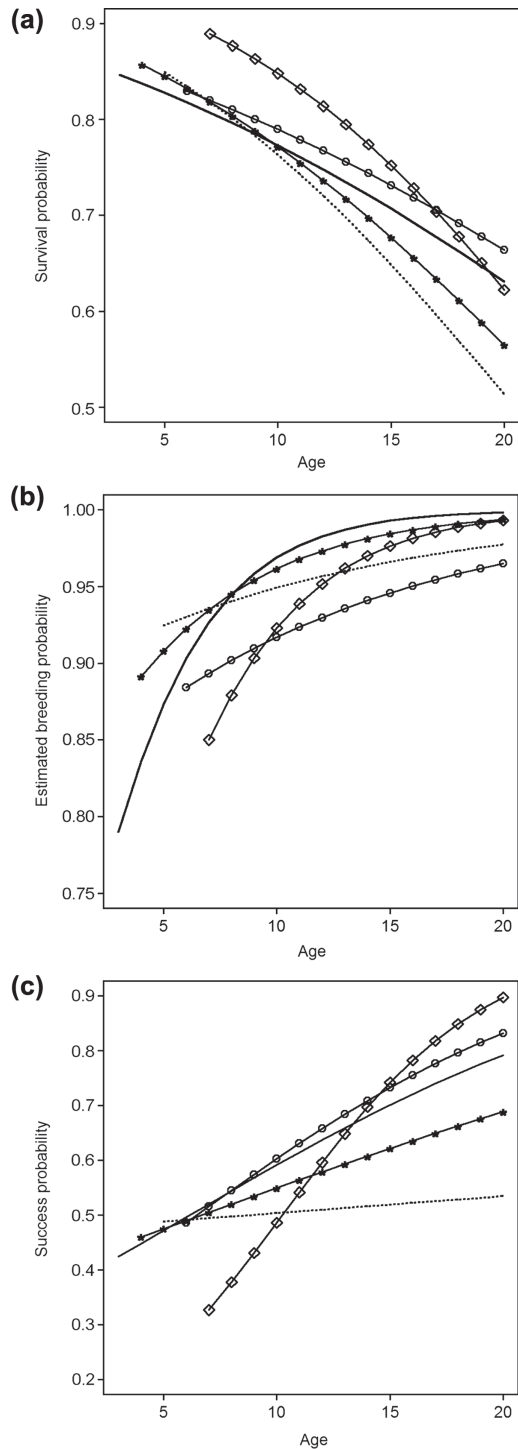 (a)
0.9
0.8
0.7
0.6
0.5
Survival probability
5 10 15 20
Age
(b)
1.00
0.95
0.90
0.85
0.80
0.75
Estimated breeding probability
5 10 15 20
Age
(c)
0.9
0.8
0.7
0.6
0.5
0.4
0.3
0.2
Success probability
5 10 15 20
Age